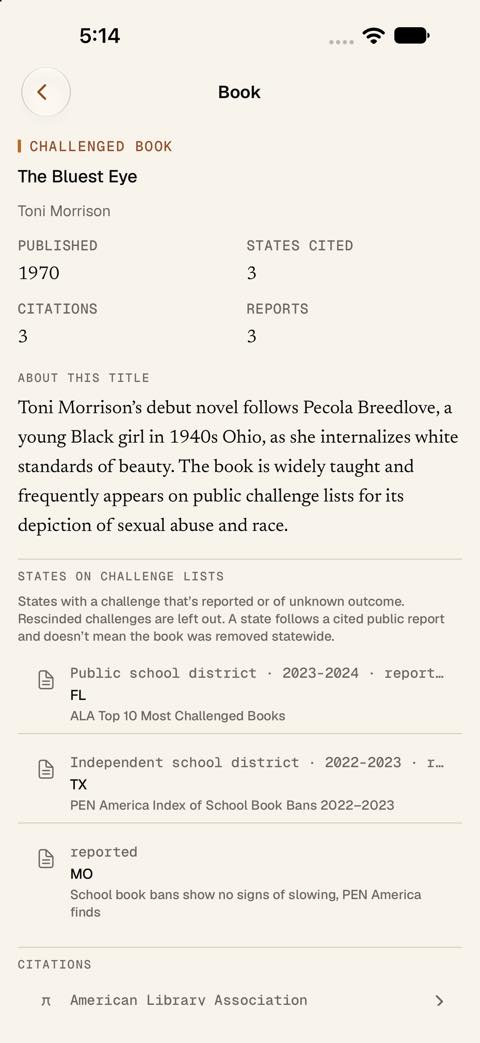 5:14
Book
CHALLENGED BOOK
The Bluest Eye
Toni Morrison
PUBLISHED
STATES CITED
1970
3
CITATIONS
REPORTS
3
3
ABOUT THIS TITLE
Toni Morrison’s debut novel follows Pecola Breedlove, a
young Black girl in 1940s Ohio, as she internalizes white
standards of beauty. The book is widely taught and
frequently appears on public challenge lists for its
depiction of sexual abuse and race.
STATES ON CHALLENGE LISTS
States with a challenge that’s reported or of unknown outcome.
Rescinded challenges are left out. A state follows a cited public report
and doesn’t mean the book was removed statewide.
Public school district · 2023–2024 · report…
FL
ALA Top 10 Most Challenged Books
Independent school district · 2022–2023 · r…
TX
PEN America Index of School Book Bans 2022–2023
reported
MO
School book bans show no signs of slowing, PEN America
finds
CITATIONS
π American Library Association